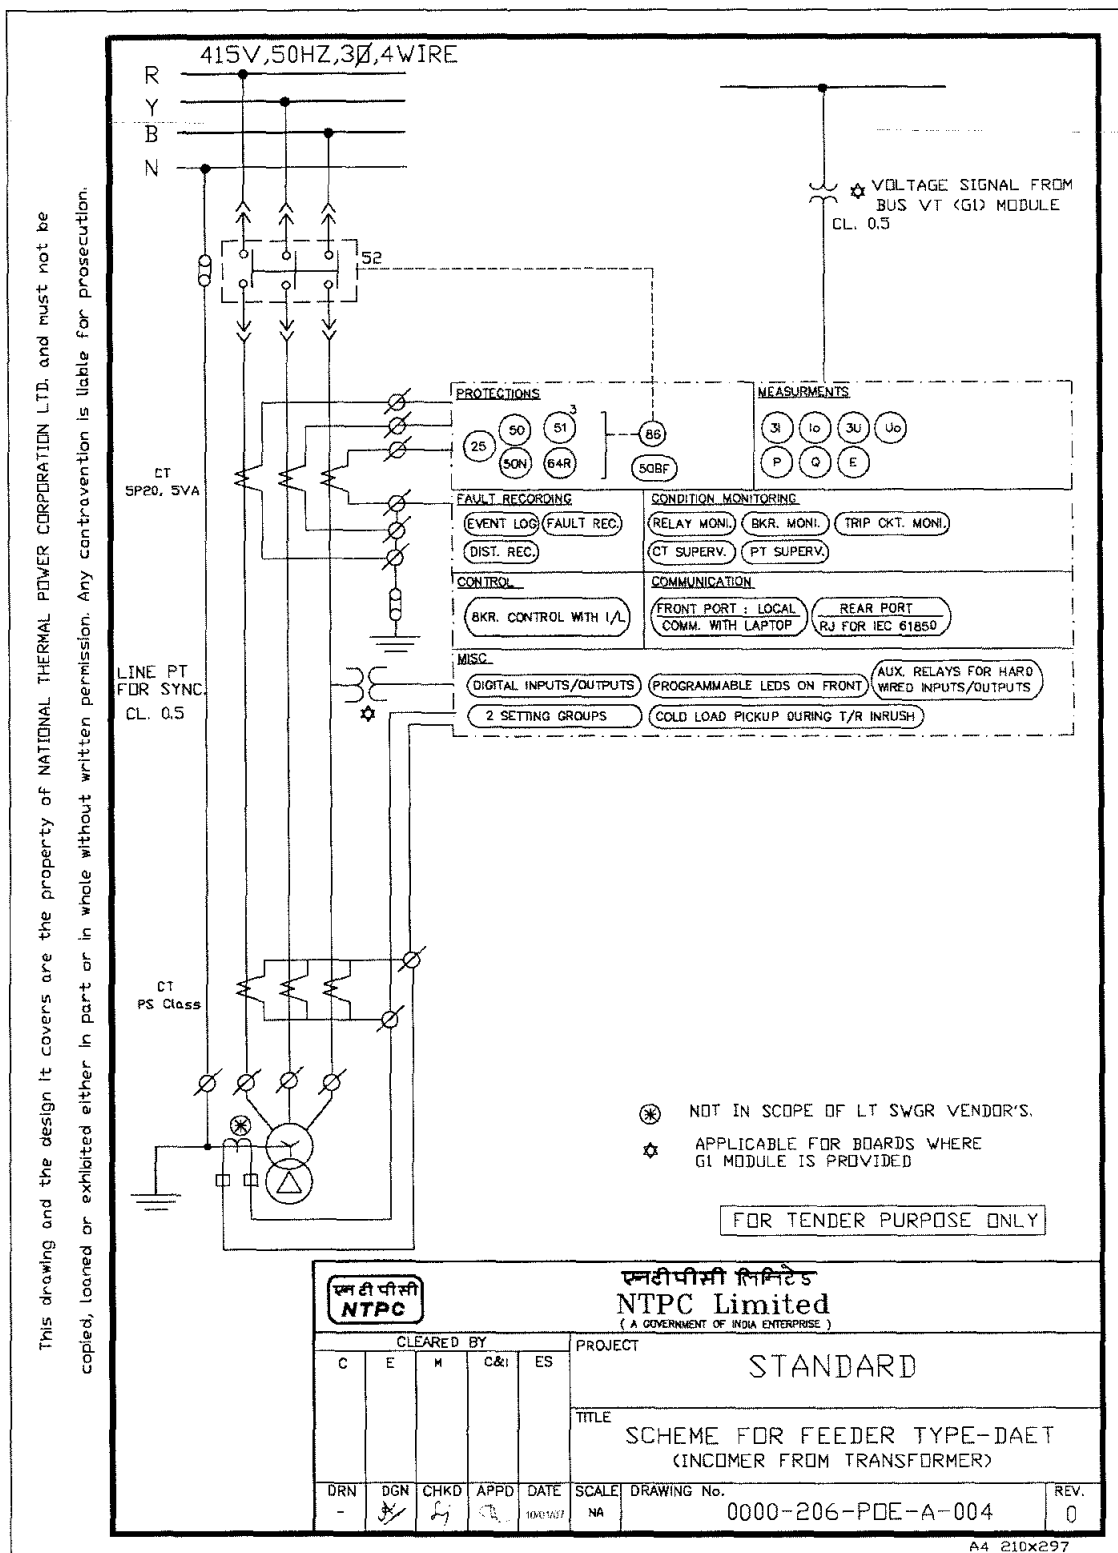 This drawing and the design it covers are the property of NATIONAL THERMAL POWER CORPORATION LTD. and must not be
copied, loaned or exhibited either in part or in whole without written permission. Any contravention is liable for prosecution.
415V,50HZ,3Ø,4WIRE
R
Y
B
N
VOLTAGE SIGNAL FROM
BUS VT (G1) MODULE
CL. 0.5
52
PROTECTIONS
25
50
51
3
50N
64R
86
50BF
MEASURMENTS
3I
Io
3U
Uo
P
Q
E
CT
5P20, 5VA
FAULT RECORDING
EVENT LOG
FAULT REC.
DIST. REC.
CONDITION MONITORING
RELAY MONI.
BKR. MONI.
TRIP CKT. MONI.
CT SUPERV.
PT SUPERV.
CONTROL
BKR. CONTROL WITH I/L
COMMUNICATION
FRONT PORT : LOCAL
COMM. WITH LAPTOP
REAR PORT
RJ FOR IEC 61850
LINE PT
FOR SYNC.
CL. 0.5
MISC
DIGITAL INPUTS/OUTPUTS
PROGRAMMABLE LEDS ON FRONT
AUX. RELAYS FOR HARD
WIRED INPUTS/OUTPUTS
2 SETTING GROUPS
COLD LOAD PICKUP DURING T/R INRUSH
CT
PS Class
NOT IN SCOPE OF LT SWGR VENDOR'S.
APPLICABLE FOR BOARDS WHERE
G1 MODULE IS PROVIDED
FOR TENDER PURPOSE ONLY
एनटीपीसी
NTPC
एनटीपीसी लिमिटेड
NTPC Limited
( A GOVERNMENT OF INDIA ENTERPRISE )
CLEARED BY
C E M C&I ES
PROJECT
STANDARD
TITLE
SCHEME FOR FEEDER TYPE-DAET
(INCOMER FROM TRANSFORMER)
DRN DGN CHKD APPD DATE SCALE DRAWING No. REV.
- NA 0000-206-POE-A-004 0
A4 210x297